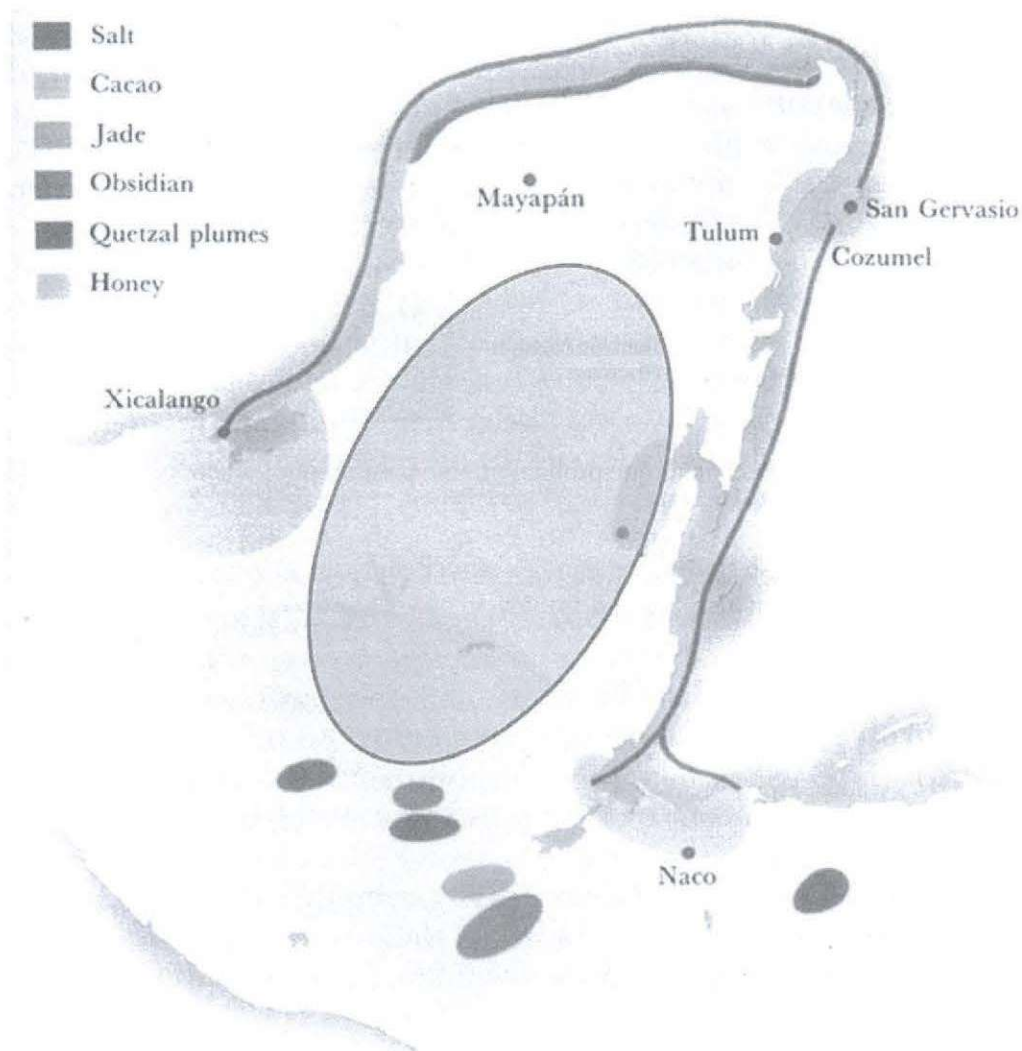 Salt
Cacao
Jade
Obsidian
Quetzal plumes
Honey
Mayapán
San Gervasio
Tulum
Cozumel
Xicalango
Naco